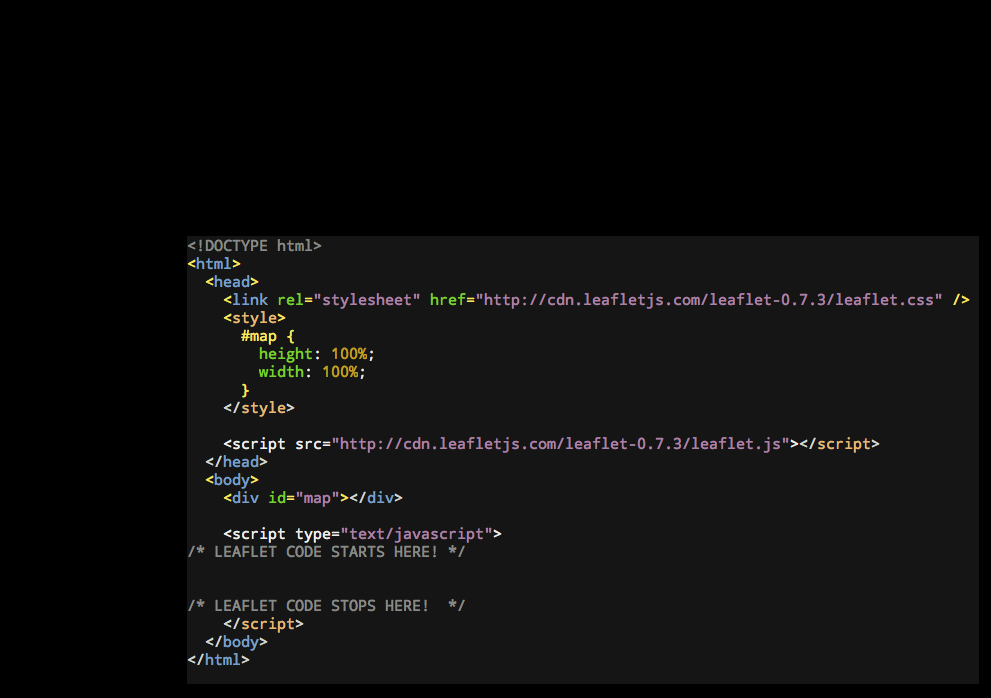 <!DOCTYPE html>
<html>
  <head>
    <link rel="stylesheet" href="http://cdn.leafletjs.com/leaflet-0.7.3/leaflet.css" />
    <style>
      #map {
        height: 100%;
        width: 100%;
      }
    </style>
    <script src="http://cdn.leafletjs.com/leaflet-0.7.3/leaflet.js"></script>
  </head>
  <body>
    <div id="map"></div>
    <script type="text/javascript">
/* LEAFLET CODE STARTS HERE! */
/* LEAFLET CODE STOPS HERE!  */
    </script>
  </body>
</html>